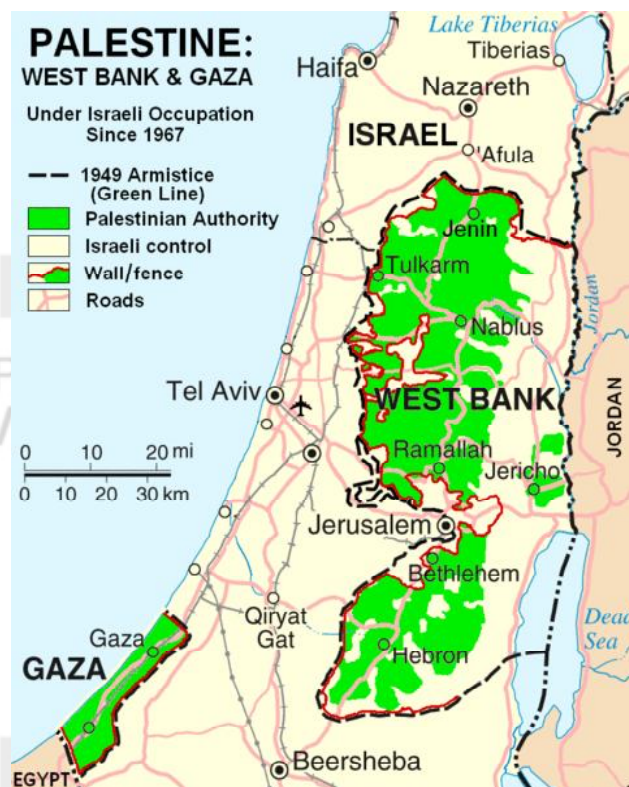 PALESTINE:
WEST BANK & GAZA
Under Israeli Occupation
Since 1967
1949 Armistice
(Green Line)
Palestinian Authority
Israeli control
Wall/fence
Roads
Lake Tiberias
Tiberias
Haifa
Nazareth
ISRAEL
'Afula
Jenin
Tulkarm
Nablus
Jordan
Tel Aviv
WEST BANK
JORDAN
Ramallah
Jericho
0 10 20 mi
0 10 20 30 km
Jerusalem
Bethlehem
Qiryat
Gat
Gaza
GAZA
Hebron
Dead
Sea
Beersheba
EGYPT